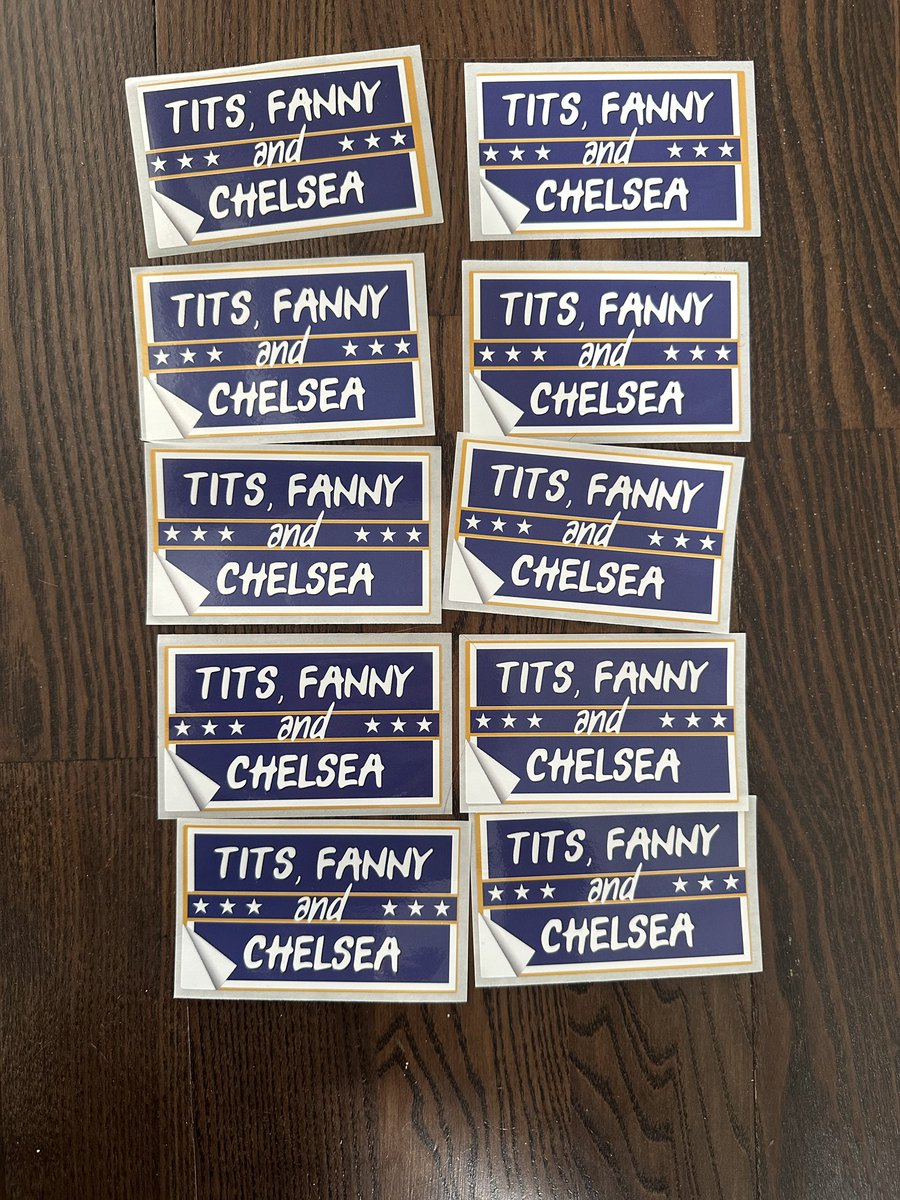 TITS, FANNY
and
CHELSEA
TITS, FANNY
and
CHELSEA
TITS, FANNY
and
CHELSEA
TITS, FANNY
and
CHELSEA
TITS, FANNY
and
CHELSEA
TITS, FANNY
and
CHELSEA
TITS, FANNY
and
CHELSEA
TITS, FANNY
and
CHELSEA
TITS, FANNY
and
CHELSEA
TITS, FANNY
and
CHELSEA